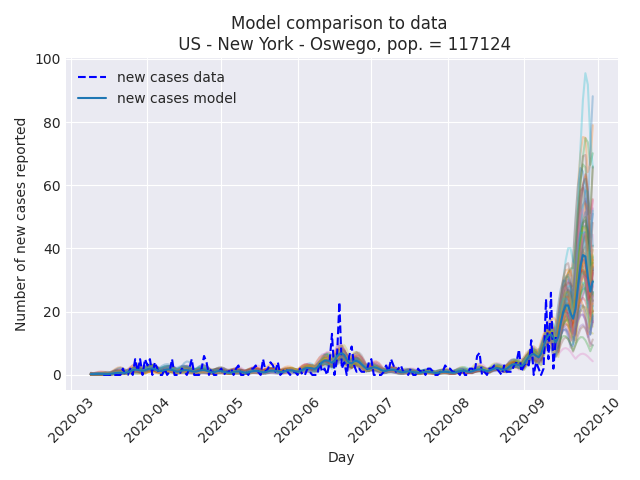 Model comparison to data
US - New York - Oswego, pop. = 117124
new cases data
new cases model
Number of new cases reported
100
80
60
40
20
0
2020-03
2020-04
2020-05
2020-06
2020-07
2020-08
2020-09
2020-10
Day